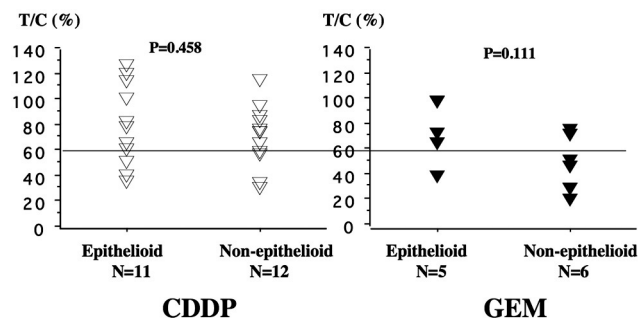 T/C (%)
T/C (%)
P=0.458
P=0.111
140
120
100
80
60
40
20
0
140
120
100
80
60
40
20
0
Epithelioid
N=11
Non-epithelioid
N=12
Epithelioid
N=5
Non-epithelioid
N=6
CDDP
GEM